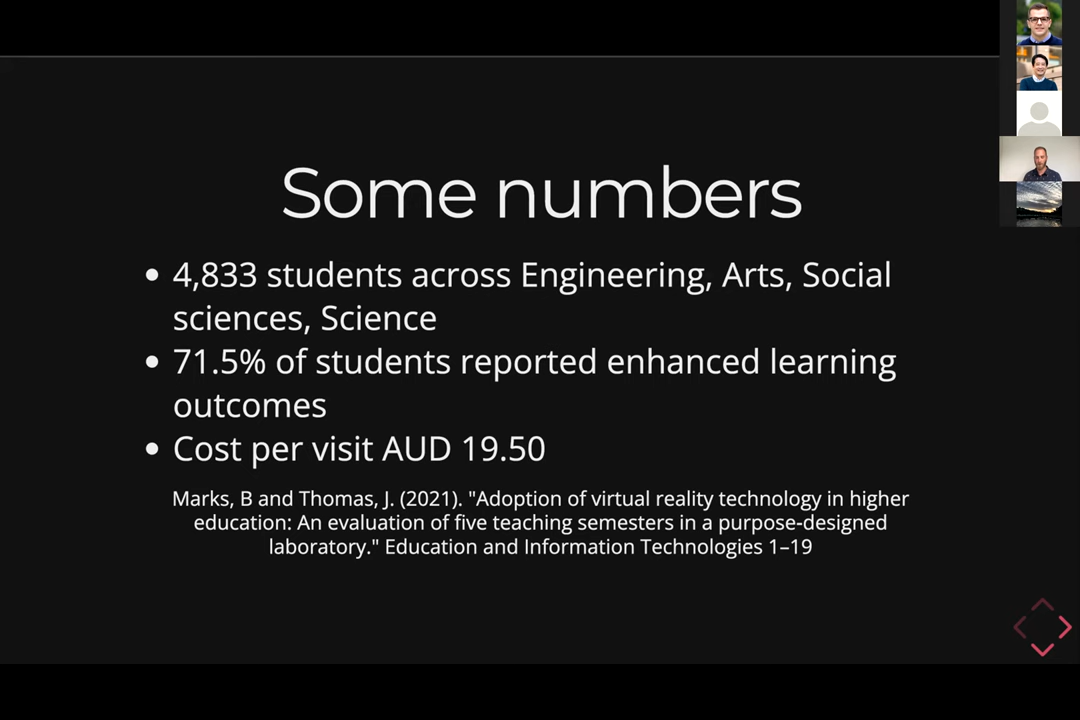 Some numbers
• 4,833 students across Engineering, Arts, Social
sciences, Science
• 71.5% of students reported enhanced learning
outcomes
• Cost per visit AUD 19.50
Marks, B and Thomas, J. (2021). "Adoption of virtual reality technology in higher
education: An evaluation of five teaching semesters in a purpose-designed
laboratory." Education and Information Technologies 1–19